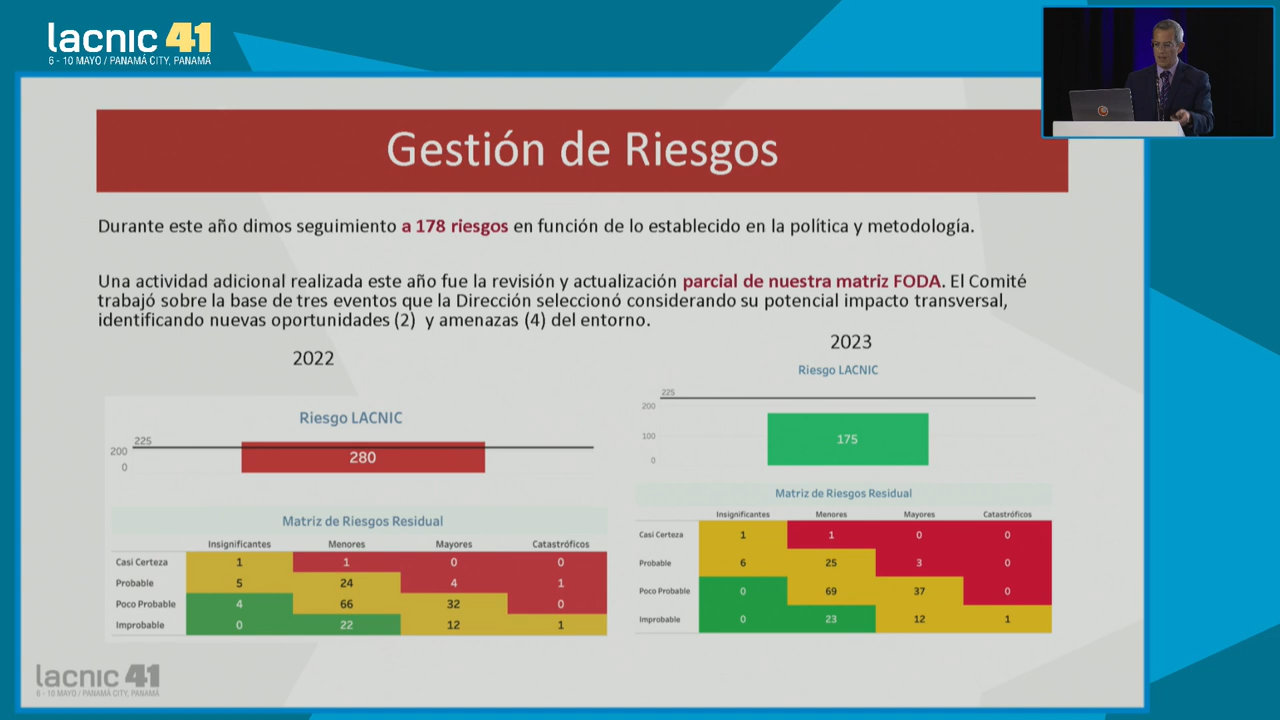 lacnic 41
6 - 10 MAYO / PANAMÁ CITY, PANAMÁ
Gestión de Riesgos
Durante este año dimos seguimiento a 178 riesgos en función de lo establecido en la política y metodología.
Una actividad adicional realizada este año fue la revisión y actualización parcial de nuestra matriz FODA. El Comité
trabajó sobre la base de tres eventos que la Dirección seleccionó considerando su potencial impacto transversal,
identificando nuevas oportunidades (2) y amenazas (4) del entorno.
2022
Riesgo LACNIC
225
200
280
0
Matriz de Riesgos Residual
Insignificantes Menores Mayores Catastróficos
Casi Certeza 1 1 0 0
Probable 5 24 4 1
Poco Probable 4 66 32 0
Improbable 0 22 12 1
2023
Riesgo LACNIC
225
200
100 175
0
Matriz de Riesgos Residual
Insignificantes Menores Mayores Catastróficos
Casi Certeza 1 1 0 0
Probable 6 25 3 0
Poco Probable 0 69 37 0
Improbable 0 23 12 1
lacnic 41
6 - 10 MAYO / PANAMÁ CITY, PANAMÁ